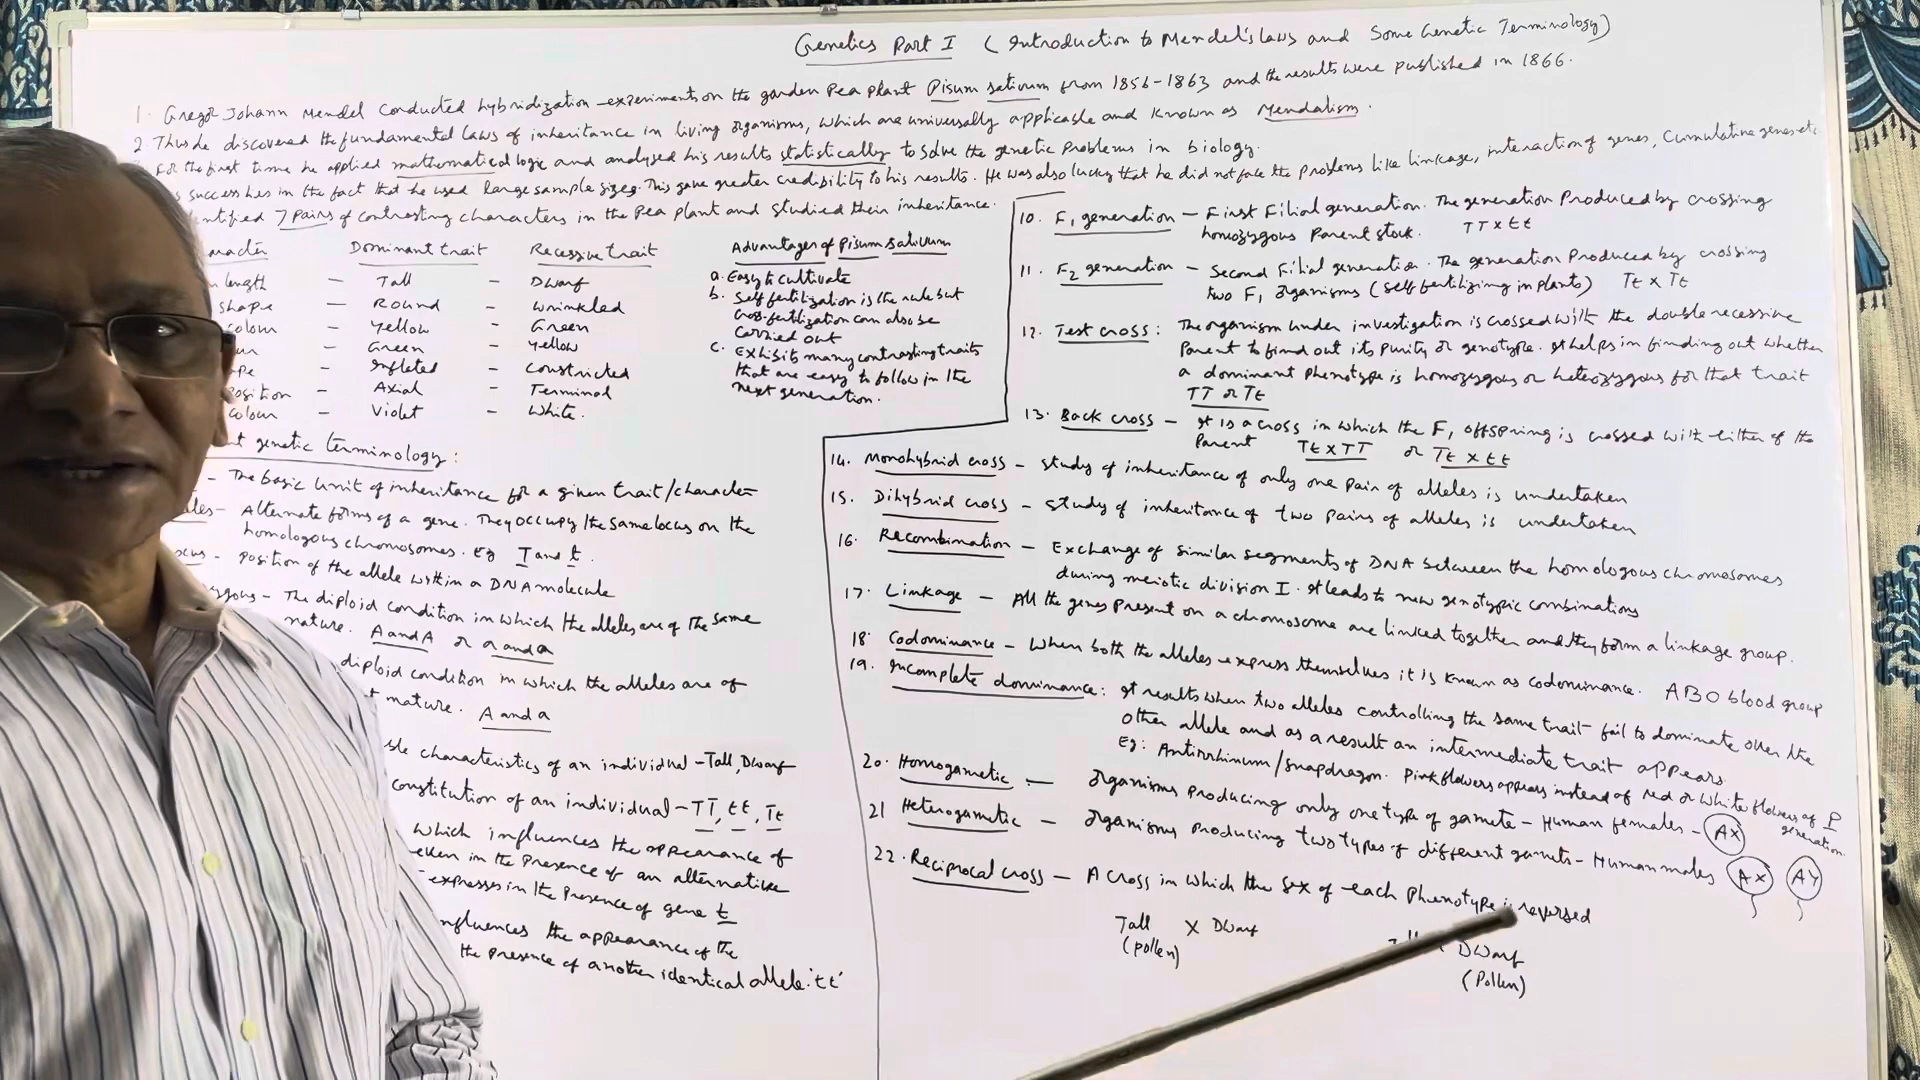 Genetics Part I (Introduction to Mendel's laws and Some Genetic Terminology)
1. Gregor Johann Mendel conducted hybridization experiments on the garden Pea plant Pisum sativum from 1856-1863 and the results were published in 1866.
2 Thus he discovered the fundamental laws of inheritance in living organisms, which are universally applicable and known as Mendalism.
For the first time he applied mathematical logic and analysed his results statistically to solve the genetic problems in biology.
success lies in the fact that he used large sample sizes. This gave greater credibility to his results. He was also lucky that he did not face the problems like linkage, interaction of genes, Cumulative genes etc.
entified 7 pairs of contrasting characters in the Pea plant and studied their inheritance.
aracter Dominant trait Recessive trait
length - Tall - Dwarf
shape - Round - wrinkled
colour - Yellow - Green
ur - Green - Yellow
pe - Inflated - constricted
position - Axial - Terminal
colour - Violet - White.
Advantages of Pisum sativum
a. Easy to cultivate
b. Self fertilization is the rule but
cross-fertilization can also be
carried out
c. Exhibits many contrasting traits
that are easy to follow in the
next generation.
nt genetic terminology:
- The basic unit of inheritance for a given trait/character
eles - Alternate forms of a gene. They occupy the same locus on the
homologous chromosomes. Eg T and t.
ocus - position of the allele within a DNA molecule
ygous - The diploid condition in which the alleles are of the same
nature. A and A or a and a
diploid condition in which the alleles are of
t nature. A and a
ble characteristics of an individual - Tall, Dwarf
constitution of an individual - TT, tt, Tt
which influences the appearance of
even in the presence of an alternative
expresses in the presence of gene t
nfluences the appearance of the
the presence of another identical allele 'tt'
10. F1 generation - First Filial generation. The generation produced by crossing
homozygous Parent stock. TT x tt
11. F2 generation - Second Filial generation. The generation produced by crossing
two F1 organisms (self fertilizing in plants) Tt x Tt
12. Test cross: The organism under investigation is crossed with the double recessive
Parent to find out its purity or genotype. It helps in finding out whether
a dominant phenotype is homozygous or heterozygous for that trait
TT or Tt
13. Back cross - It is a cross in which the F1 offspring is crossed with either of the
Parent Tt x TT or Tt x tt
14. Monohybrid cross - study of inheritance of only one pair of alleles is undertaken
15. Dihybrid cross - study of inheritance of two pairs of alleles is undertaken
16. Recombination - Exchange of similar segments of DNA between the homologous chromosomes
during meiotic division I. It leads to new genotypic combinations
17. Linkage - All the genes present on a chromosome are linked together and they form a linkage group.
18. Codominance - When both the alleles express themselves it is known as codominance. ABO blood group
19. Incomplete dominance: It results when two alleles controlling the same trait fail to dominate over the
other allele and as a result an intermediate trait appears
Eg: Antirrhinum/snapdragon. Pink flowers appears instead of red or white flowers of P
generation.
20. Homogametic - organisms producing only one type of gamete - Human females - AX
21 Heterogametic - organisms producing two types of different gamets - Human males AX AY
22. Reciprocal cross - A cross in which the sex of each phenotype is reversed
Tall x Dwarf Dwarf
(pollen) (pollen)